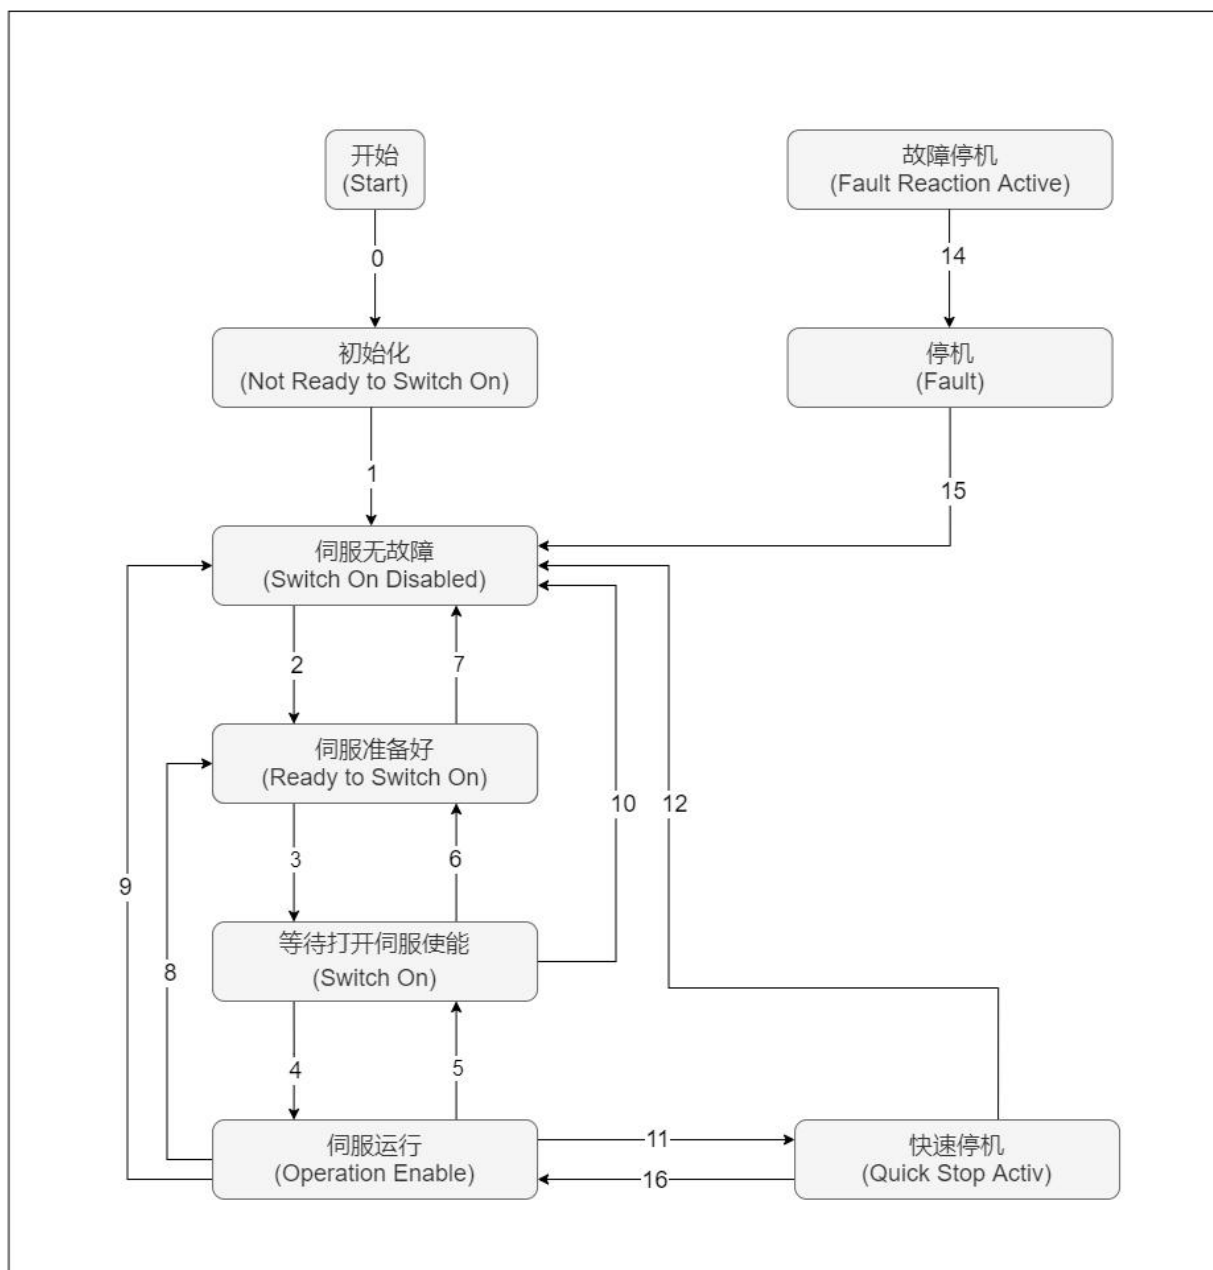 开始
(Start)
故障停机
(Fault Reaction Active)
0
14
初始化
(Not Ready to Switch On)
停机
(Fault)
1
15
伺服无故障
(Switch On Disabled)
2
7
伺服准备好
(Ready to Switch On)
10
12
3
6
9
等待打开伺服使能
(Switch On)
8
4
5
伺服运行
(Operation Enable)
11
16
快速停机
(Quick Stop Activ)